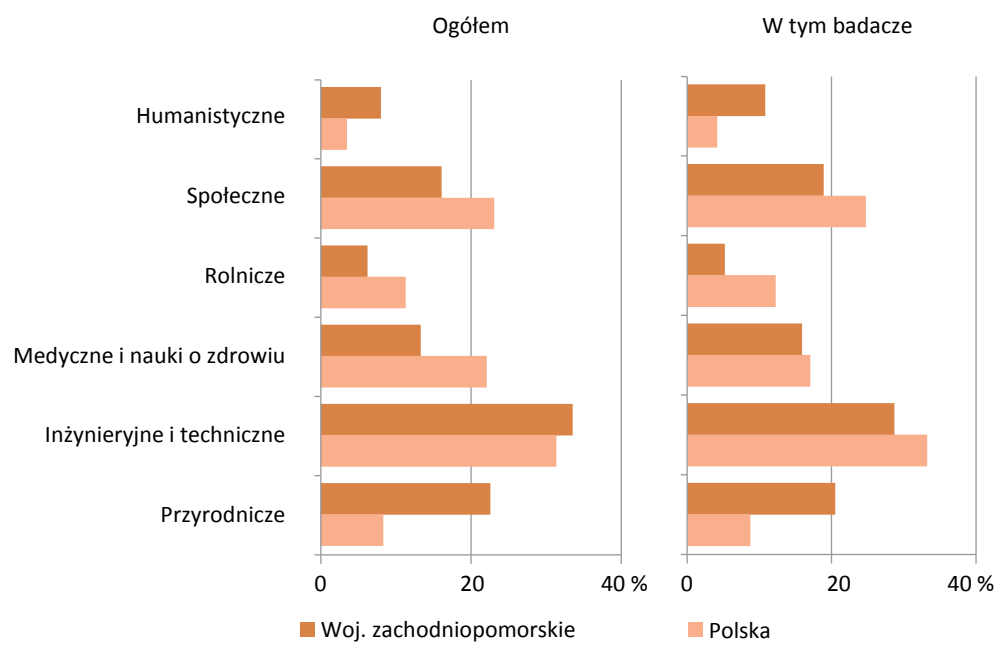 Ogółem
W tym badacze
Humanistyczne
Społeczne
Rolnicze
Medyczne i nauki o zdrowiu
Inżynieryjne i techniczne
Przyrodnicze
0 20 40 %
0 20 40 %
Woj. zachodniopomorskie
Polska